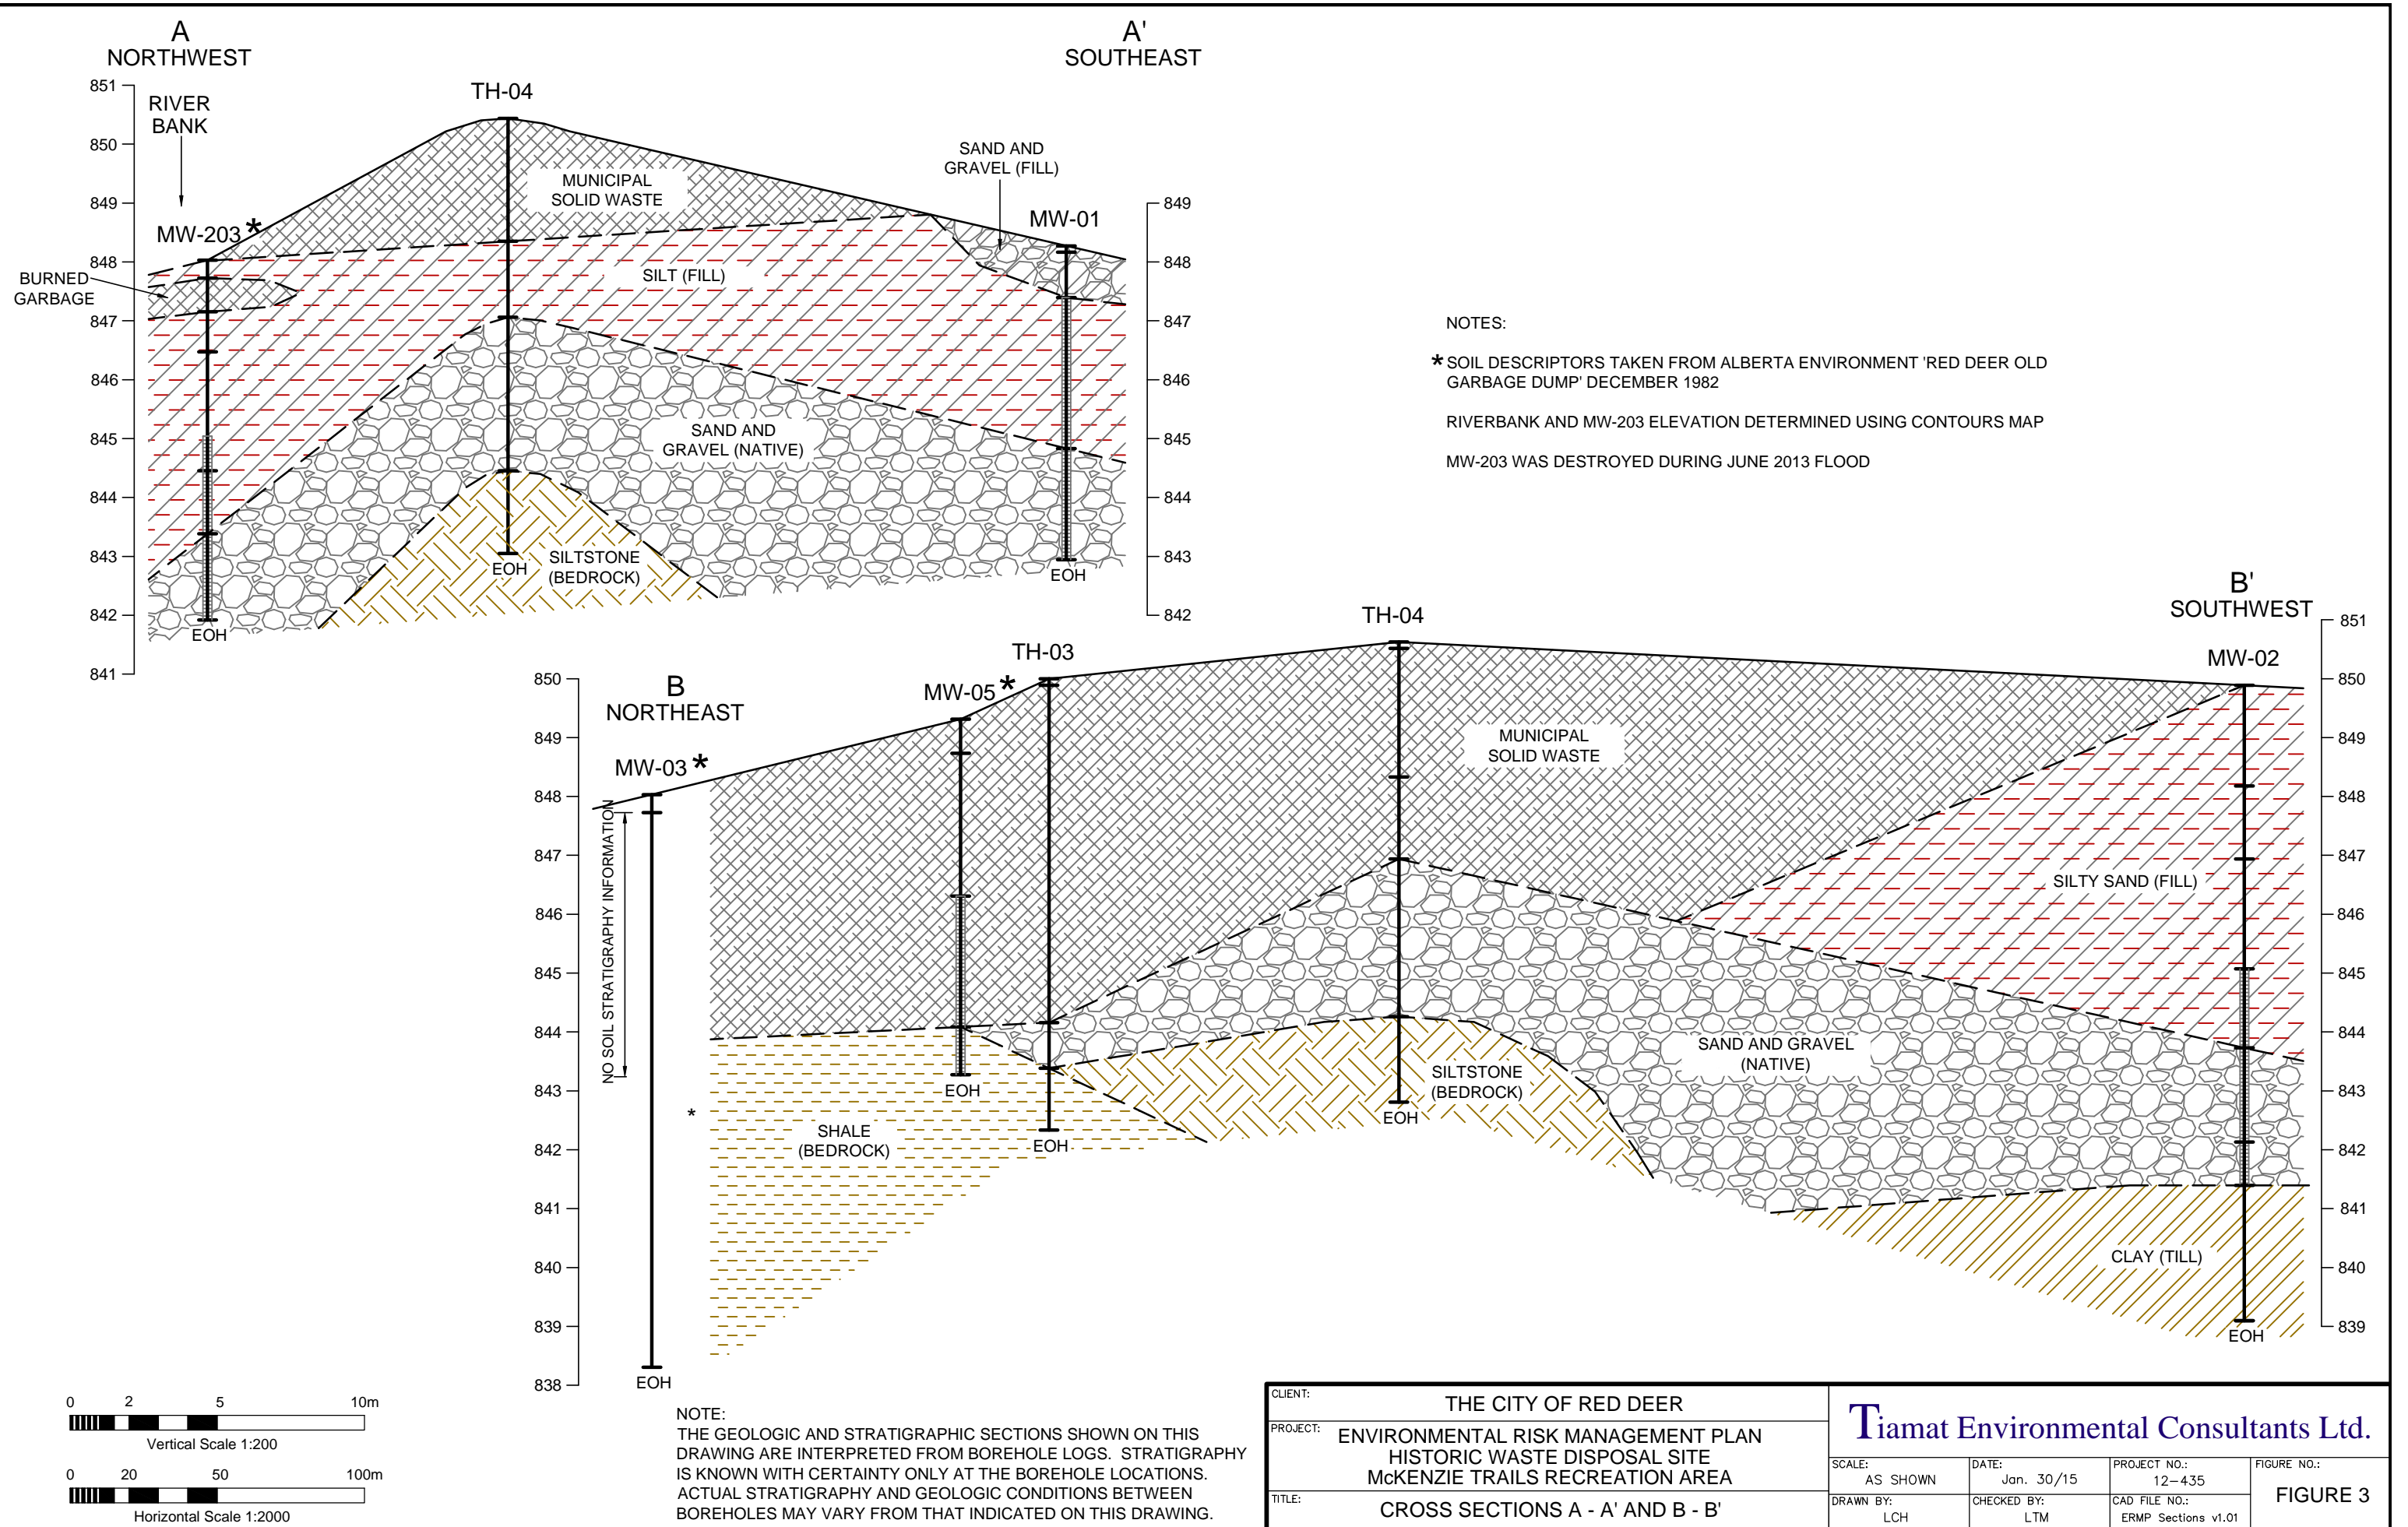 A
NORTHWEST
A'
SOUTHEAST
851
850
849
848
847
846
845
844
843
842
841
RIVER
BANK
TH-04
MW-203*
BURNED
GARBAGE
MUNICIPAL
SOLID WASTE
SAND AND
GRAVEL (FILL)
MW-01
SILT (FILL)
SAND AND
GRAVEL (NATIVE)
SILTSTONE
(BEDROCK)
EOH
EOH
EOH
849
848
847
846
845
844
843
842
NOTES:
* SOIL DESCRIPTORS TAKEN FROM ALBERTA ENVIRONMENT 'RED DEER OLD
GARBAGE DUMP' DECEMBER 1982
RIVERBANK AND MW-203 ELEVATION DETERMINED USING CONTOURS MAP
MW-203 WAS DESTROYED DURING JUNE 2013 FLOOD
B
NORTHEAST
B'
SOUTHWEST
850
849
848
847
846
845
844
843
842
841
840
839
838
MW-03*
MW-05*
TH-03
TH-04
MW-02
NO SOIL STRATIGRAPHY INFORMATION
MUNICIPAL
SOLID WASTE
SILTY SAND (FILL)
SAND AND GRAVEL
(NATIVE)
SILTSTONE
(BEDROCK)
*
SHALE
(BEDROCK)
CLAY (TILL)
EOH
EOH
EOH
EOH
EOH
851
850
849
848
847
846
845
844
843
842
841
840
839
0 2 5 10m
Vertical Scale 1:200
0 20 50 100m
Horizontal Scale 1:2000
NOTE:
THE GEOLOGIC AND STRATIGRAPHIC SECTIONS SHOWN ON THIS
DRAWING ARE INTERPRETED FROM BOREHOLE LOGS. STRATIGRAPHY
IS KNOWN WITH CERTAINTY ONLY AT THE BOREHOLE LOCATIONS.
ACTUAL STRATIGRAPHY AND GEOLOGIC CONDITIONS BETWEEN
BOREHOLES MAY VARY FROM THAT INDICATED ON THIS DRAWING.
CLIENT:
THE CITY OF RED DEER
PROJECT:
ENVIRONMENTAL RISK MANAGEMENT PLAN
HISTORIC WASTE DISPOSAL SITE
McKENZIE TRAILS RECREATION AREA
TITLE:
CROSS SECTIONS A - A' AND B - B'
Tiamat Environmental Consultants Ltd.
SCALE:
AS SHOWN
DATE:
Jan. 30/15
PROJECT NO.:
12-435
FIGURE NO.:
FIGURE 3
DRAWN BY:
LCH
CHECKED BY:
LTM
CAD FILE NO.:
ERMP Sections v1.01